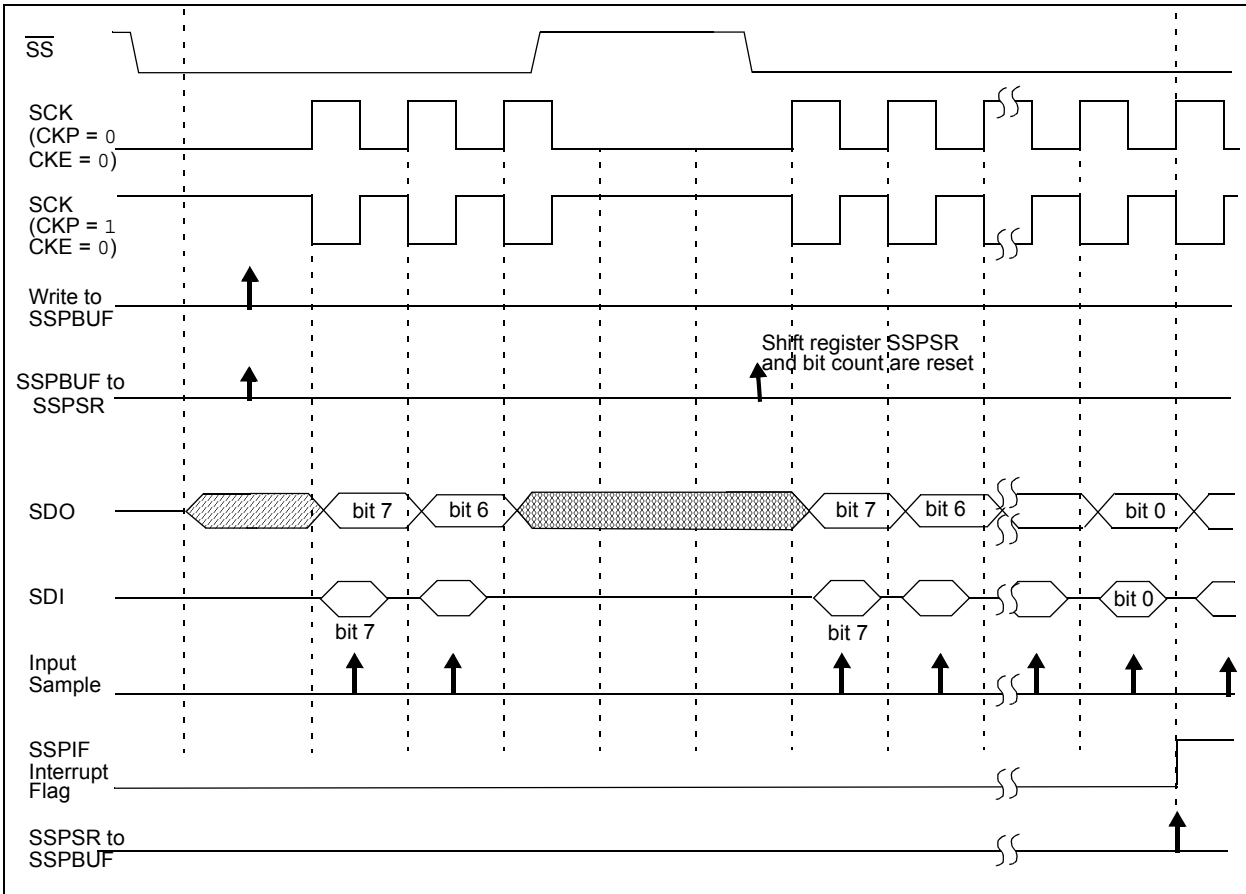 SS
SCK
(CKP = 0
CKE = 0)
SCK
(CKP = 1
CKE = 0)
Write to
SSPBUF
Shift register SSPSR
and bit count are reset
SSPBUF to
SSPSR
SDO
bit 7
bit 6
bit 7
bit 6
bit 0
SDI
bit 0
bit 7
bit 7
Input
Sample
SSPIF
Interrupt
Flag
SSPSR to
SSPBUF